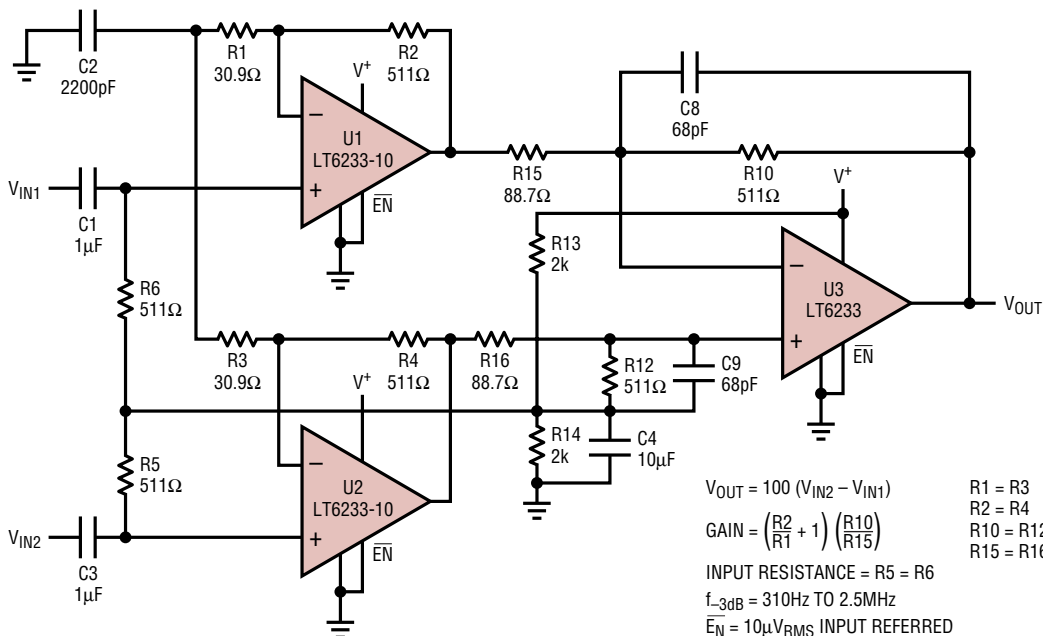 C2
2200pF
R1
30.9Ω
R2
511Ω
V+
U1
LT6233-10
−
+
EN
VIN1
C1
1µF
R6
511Ω
R5
511Ω
VIN2
C3
1µF
R3
30.9Ω
R4
511Ω
V+
U2
LT6233-10
−
+
EN
R15
88.7Ω
R16
88.7Ω
C8
68pF
R10
511Ω
V+
R13
2k
R12
511Ω
C9
68pF
R14
2k
C4
10µF
−
+
U3
LT6233
EN
VOUT
VOUT = 100 (VIN2 – VIN1)
GAIN = (R2/R1 + 1) (R10/R15)
INPUT RESISTANCE = R5 = R6
f–3dB = 310Hz TO 2.5MHz
EN = 10µVRMS INPUT REFERRED
R1 = R3
R2 = R4
R10 = R12
R15 = R16